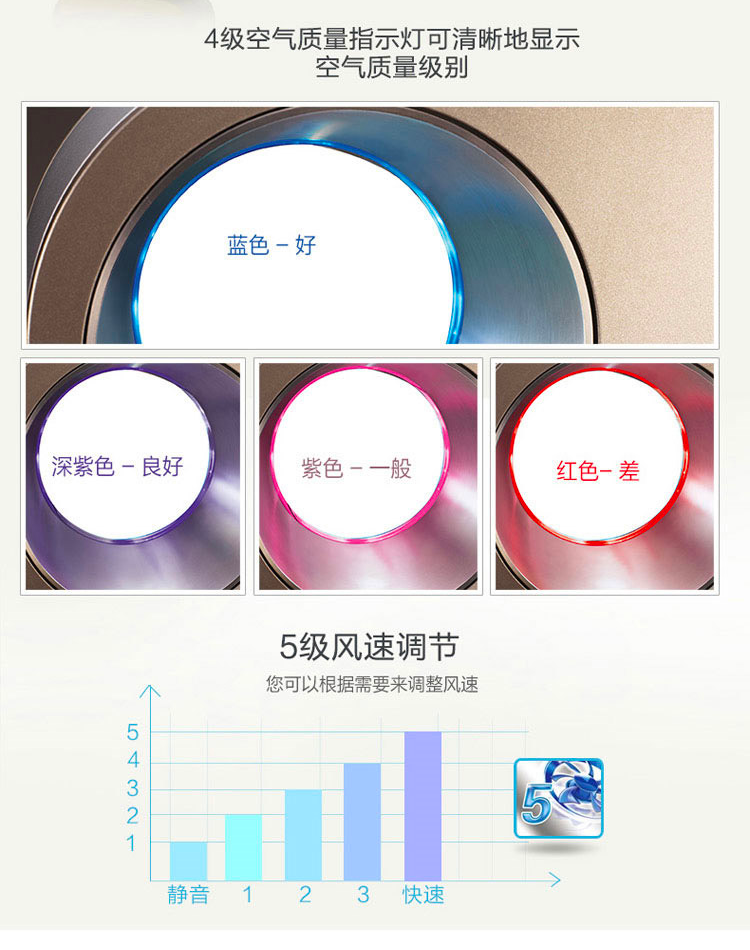 4级空气质量指示灯可清晰地显示
空气质量级别
蓝色 – 好
深紫色 – 良好
紫色 – 一般
红色– 差
5级风速调节
您可以根据需要来调整风速
5
4
3
2
1
静音 1 2 3 快速
5